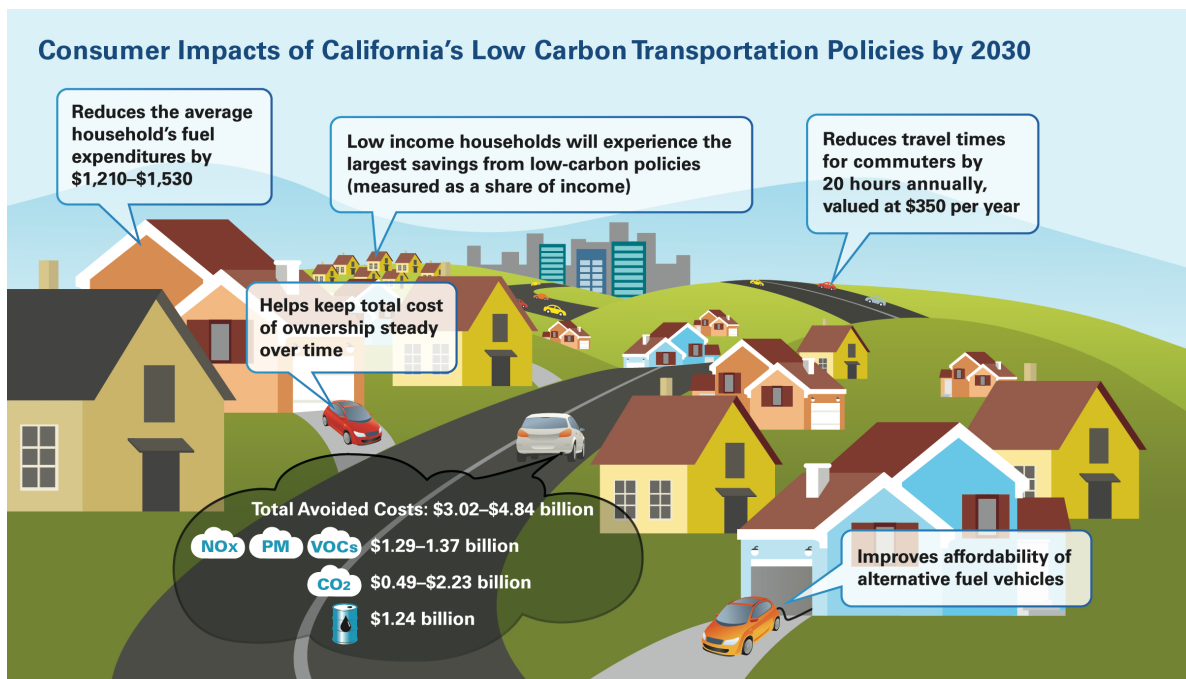 Consumer Impacts of California’s Low Carbon Transportation Policies by 2030
Reduces the average
household’s fuel
expenditures by
$1,210–$1,530
Low income households will experience the
largest savings from low-carbon policies
(measured as a share of income)
Reduces travel times
for commuters by
20 hours annually,
valued at $350 per year
Helps keep total cost
of ownership steady
over time
Total Avoided Costs: $3.02–$4.84 billion
NOx PM VOCs $1.29–1.37 billion
CO2 $0.49–$2.23 billion
$1.24 billion
Improves affordability of
alternative fuel vehicles